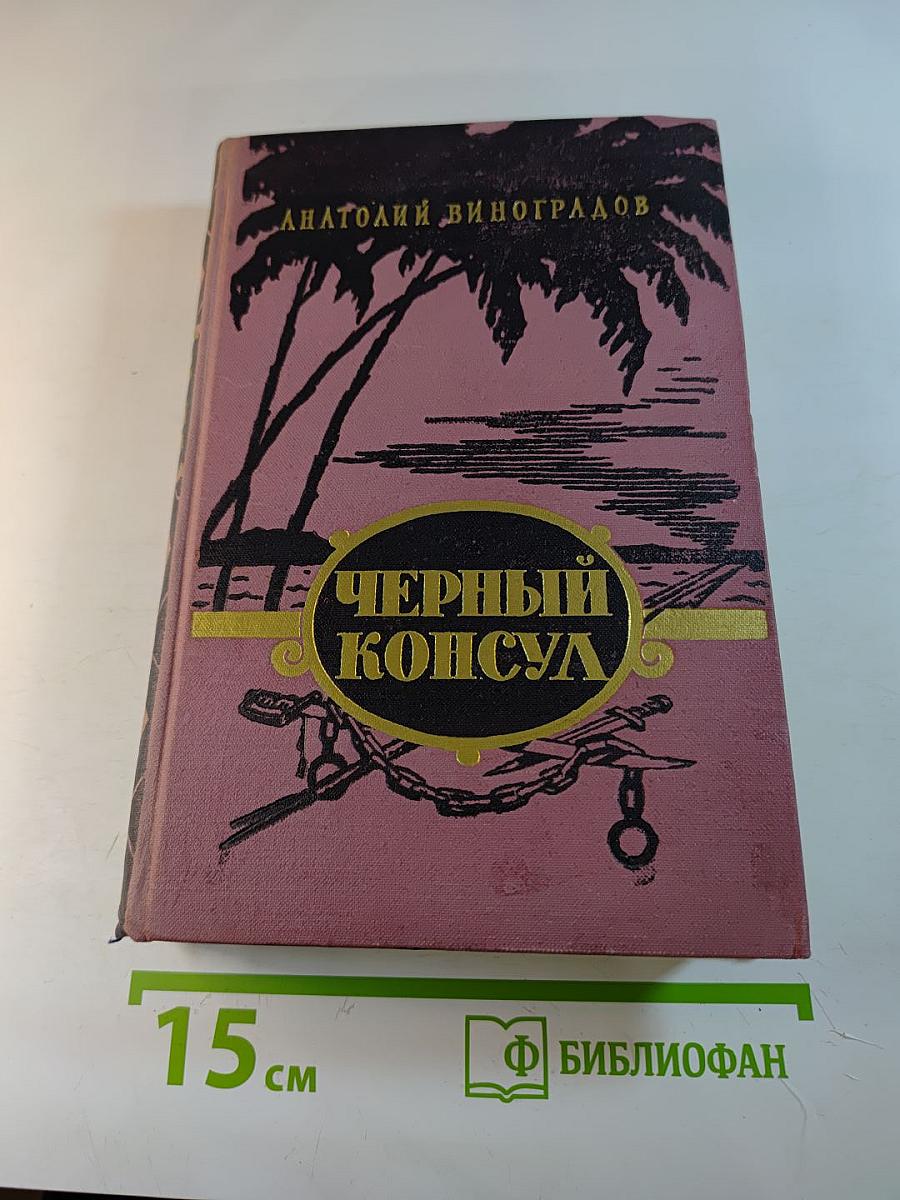 АНАТОЛИЙ ВИНОГРАДОВ
ЧЕРНЫЙ
КОНСУЛ
15 см
Ф БИБЛИОФАН